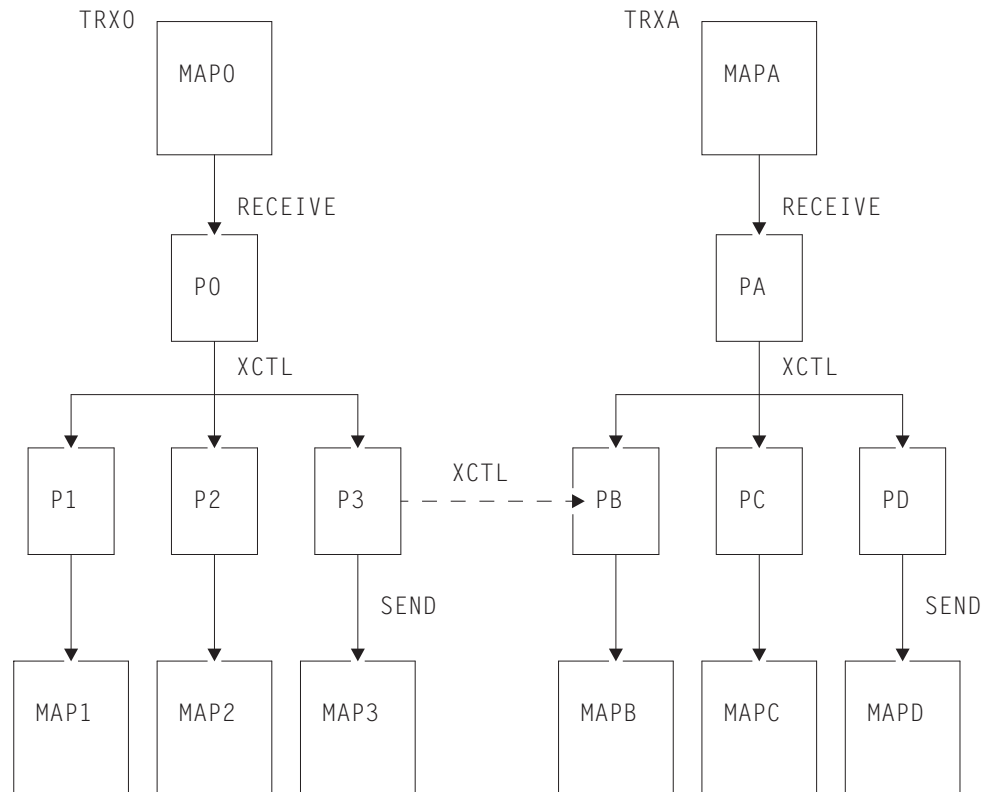 TRX0 TRXA
MAP0 MAPA
RECEIVE RECEIVE
P0 PA
XCTL XCTL
P1 P2 P3 XCTL PB PC PD
SEND SEND
MAP1 MAP2 MAP3 MAPB MAPC MAPD